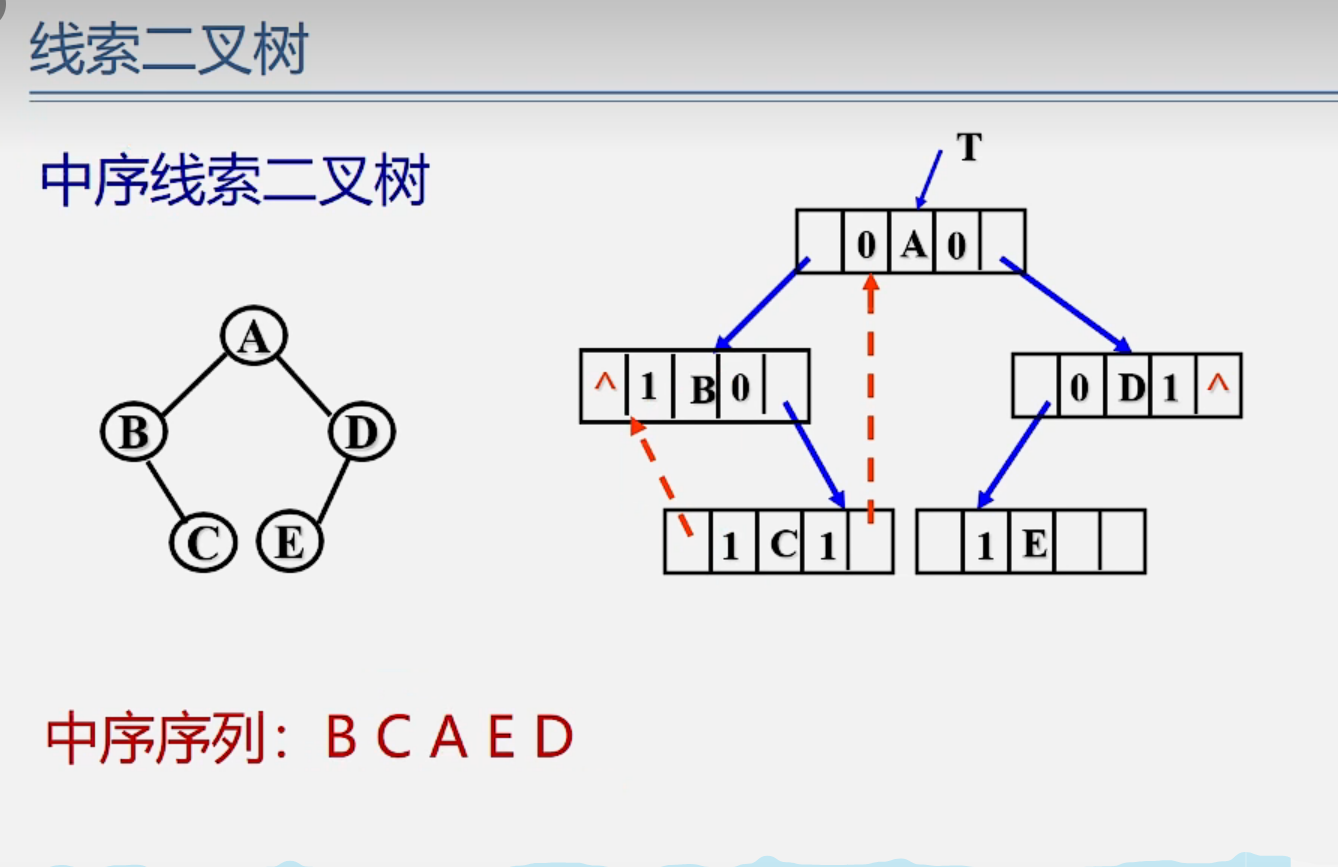 线索二叉树
中序线索二叉树
T
0 A 0
A
^ 1 B 0
0 D 1 ^
B D
C E
1 C 1
1 E
中序序列：B C A E D